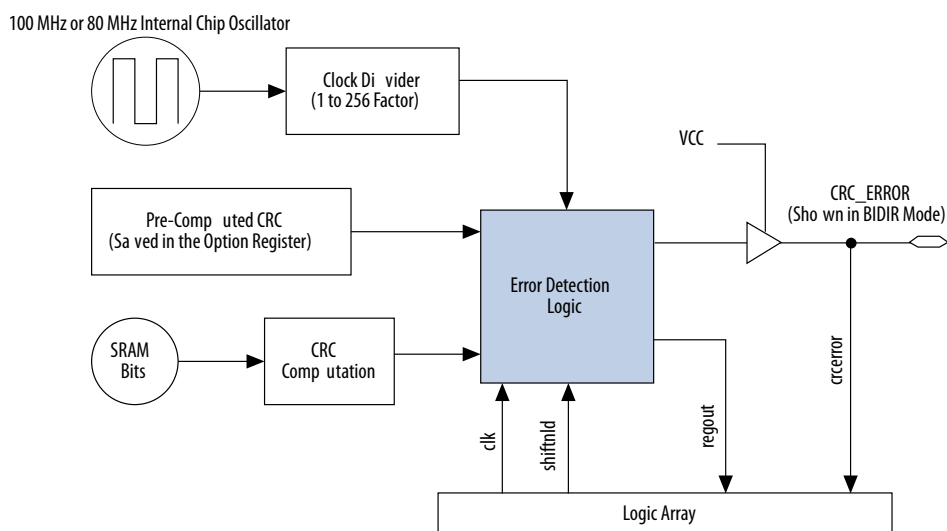 100 MHz or 80 MHz Internal Chip Oscillator
Clock Di vider
(1 to 256 Factor)
VCC
CRC_ERROR
(Sho wn in BIDIR Mode)
Pre-Comp uted CRC
(Sa ved in the Option Register)
Error Detection
Logic
SRAM
Bits
CRC
Comp utation
clk
shiftnld
regout
crcerror
Logic Array